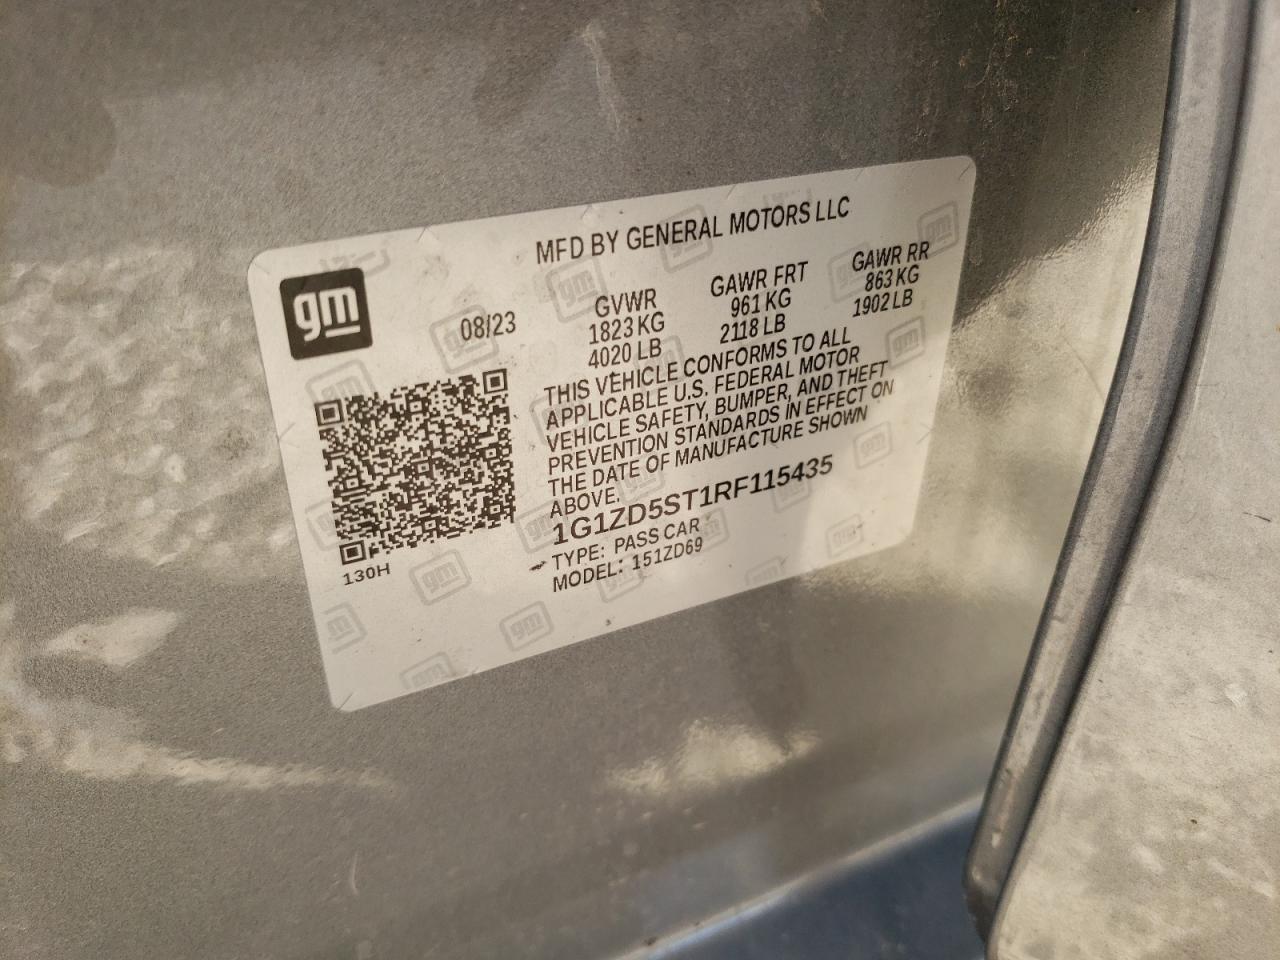 MFD BY GENERAL MOTORS LLC
gm
08/23 GVWR GAWR FRT GAWR RR
1823 KG 961 KG 863 KG
4020 LB 2118 LB 1902 LB
THIS VEHICLE CONFORMS TO ALL
APPLICABLE U.S. FEDERAL MOTOR
VEHICLE SAFETY, BUMPER, AND THEFT
PREVENTION STANDARDS IN EFFECT ON
THE DATE OF MANUFACTURE SHOWN
ABOVE.
1G1ZD5ST1RF115435
TYPE: PASS CAR
MODEL: 151ZD69
130H